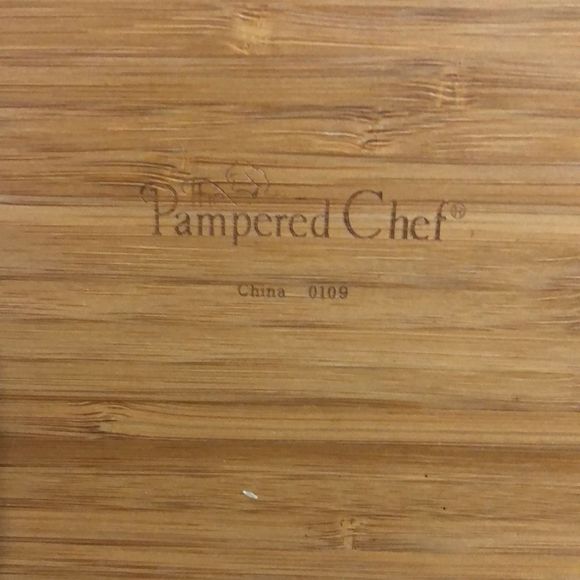 The
Pampered Chef®
China 0109